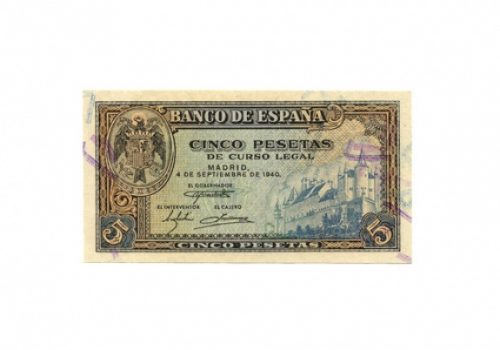 BANCO DE ESPAÑA
CINCO PESETAS
DE CURSO LEGAL
MADRID,
4 DE SEPTIEMBRE DE 1940.
EL GOBERNADOR
EL INTERVENTOR EL CAJERO
5 CINCO PESETAS 5